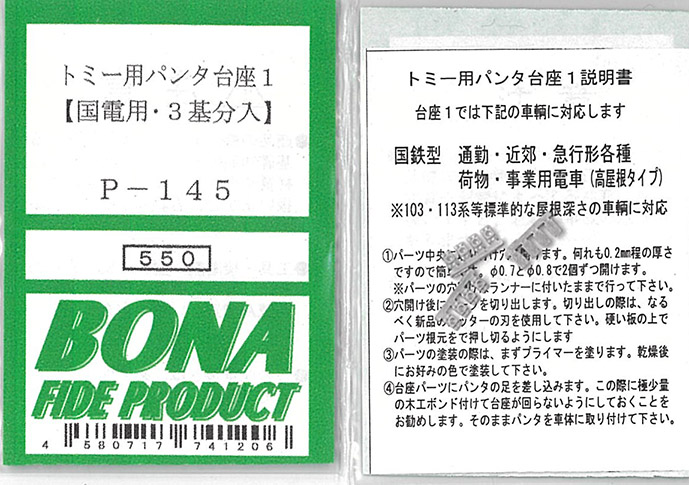 トミー用パンタ台座1
【国電用・3基分入】
P－145
550
BONA
FIDE PRODUCT
4 580717 741206
トミー用パンタ台座1説明書
台座1では下記の車輌に対応します
国鉄型 通勤・近郊・急行形各種
荷物・事業用電車(高屋根タイプ)
※103・113系等標準的な屋根深さの車輌に対応
①パーツ中央に
ます。何れも0.2mm程の厚さ
ですので簡
φ0.7とφ0.8で2個ずつ開けます。
※パーツの穴
ランナーに付いたままで行って下さい。
②穴開け後に
を切り出します。切り出しの際は、なる
べく新品の
ッターの刃を使用して下さい。硬い板の上で
パーツ根元をで押し切るようにします
③パーツの塗装の際は、まずプライマーを塗ります。乾燥後
にお好みの色で塗装して下さい。
④台座パーツにパンタの足を差し込みます。この際に極少量
の木工ボンド付けて台座が回らないようにしておくことを
お勧めします。そのままパンタを車体に取り付けて下さい。